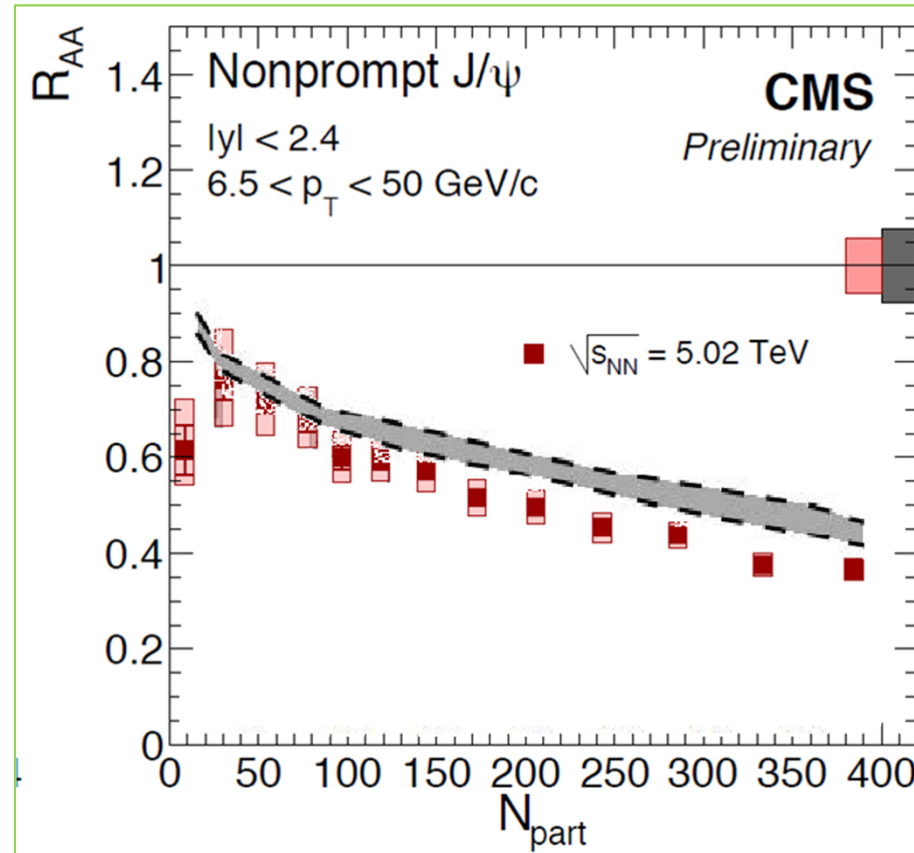 R_AA
1.4
1.2
1
0.8
0.6
0.4
0.2
0
Nonprompt J/ψ
|y| < 2.4
6.5 < p_T < 50 GeV/c
CMS
Preliminary
√s_NN = 5.02 TeV
0 50 100 150 200 250 300 350 400
N_part